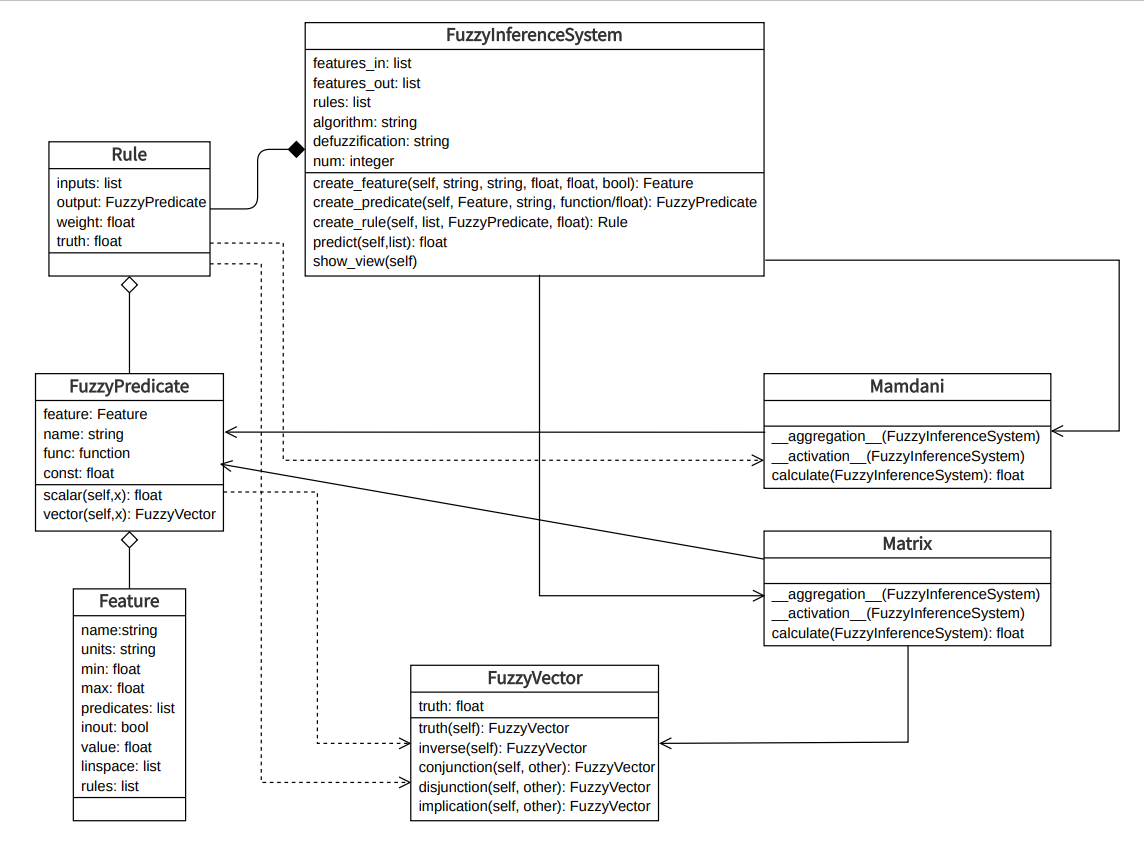 FuzzyInferenceSystem
features_in: list
features_out: list
rules: list
algorithm: string
defuzzification: string
num: integer
create_feature(self, string, string, float, float, bool): Feature
create_predicate(self, Feature, string, function/float): FuzzyPredicate
create_rule(self, list, FuzzyPredicate, float): Rule
predict(self,list): float
show_view(self)
Rule
inputs: list
output: FuzzyPredicate
weight: float
truth: float
FuzzyPredicate
feature: Feature
name: string
func: function
const: float
scalar(self,x): float
vector(self,x): FuzzyVector
Mamdani
__aggregation__(FuzzyInferenceSystem)
__activation__(FuzzyInferenceSystem)
calculate(FuzzyInferenceSystem): float
Matrix
__aggregation__(FuzzyInferenceSystem)
__activation__(FuzzyInferenceSystem)
calculate(FuzzyInferenceSystem): float
Feature
name:string
units: string
min: float
max: float
predicates: list
inout: bool
value: float
linspace: list
rules: list
FuzzyVector
truth: float
truth(self): FuzzyVector
inverse(self): FuzzyVector
conjunction(self, other): FuzzyVector
disjunction(self, other): FuzzyVector
implication(self, other): FuzzyVector